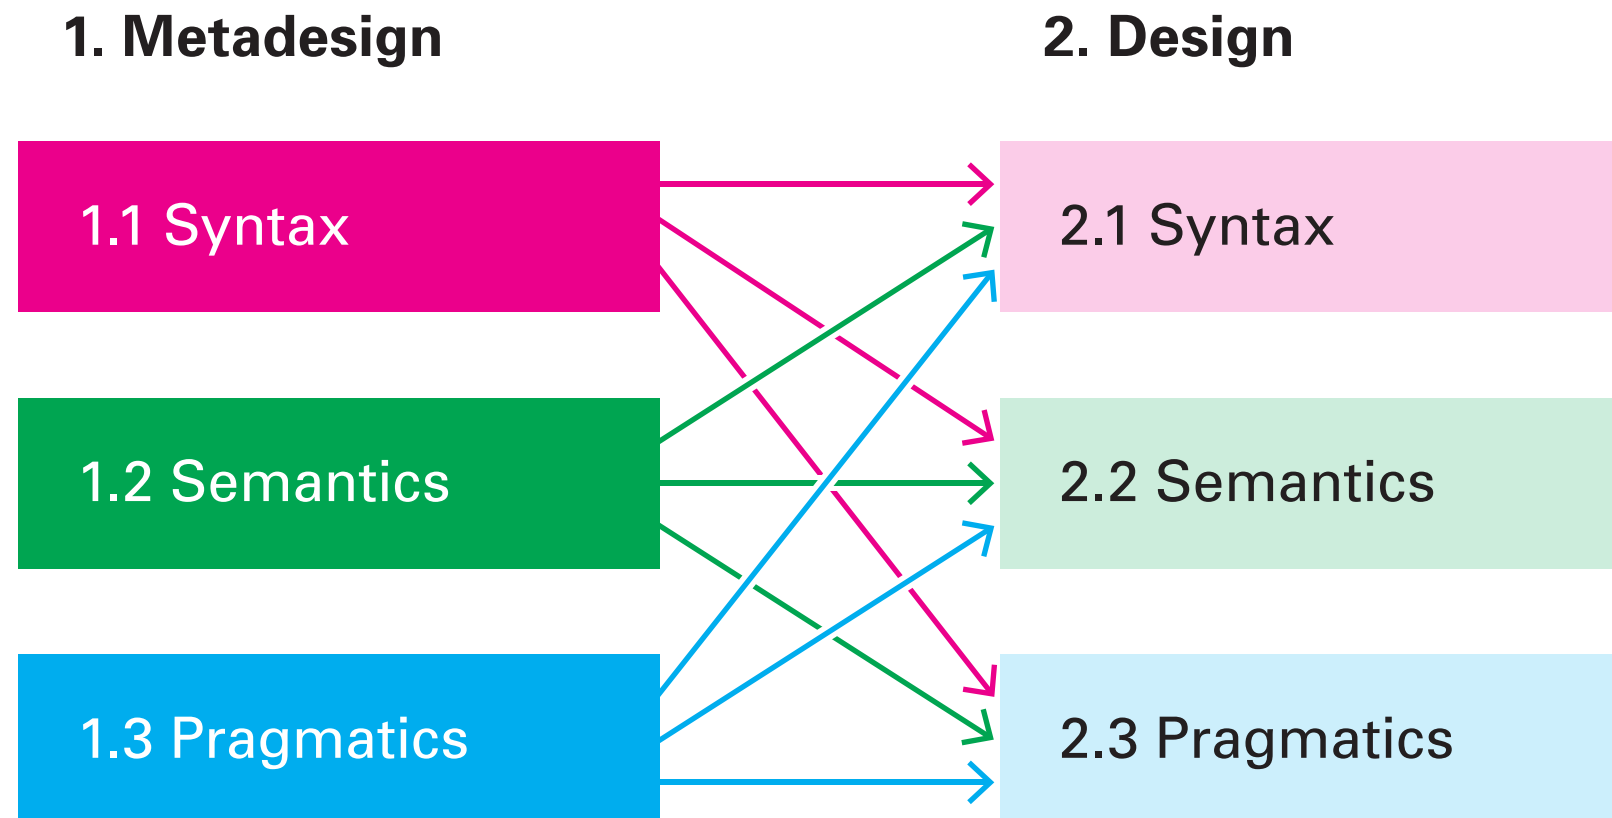 1. Metadesign
2. Design
1.1 Syntax
2.1 Syntax
1.2 Semantics
2.2 Semantics
1.3 Pragmatics
2.3 Pragmatics